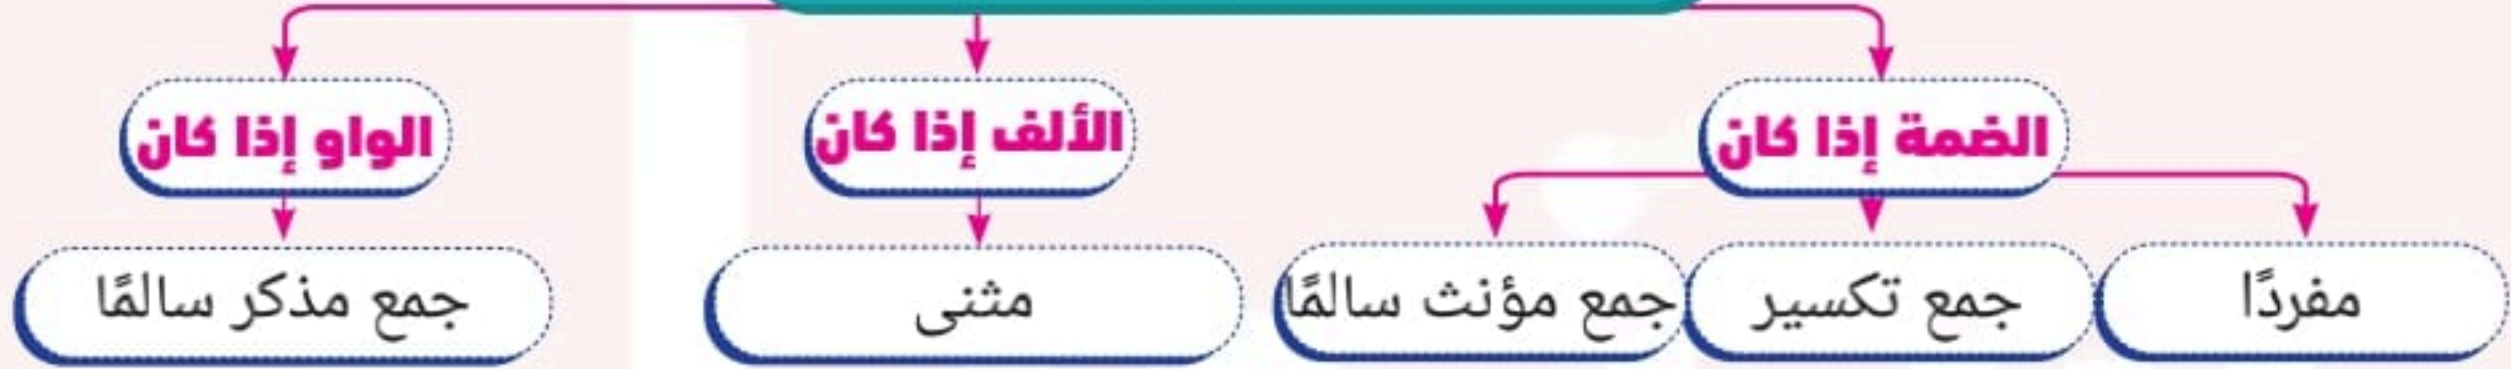 الضمة إذا كان
الألف إذا كان
الواو إذا كان
مفردًا
جمع تكسير
جمع مؤنث سالمًا
مثنى
جمع مذكر سالمًا